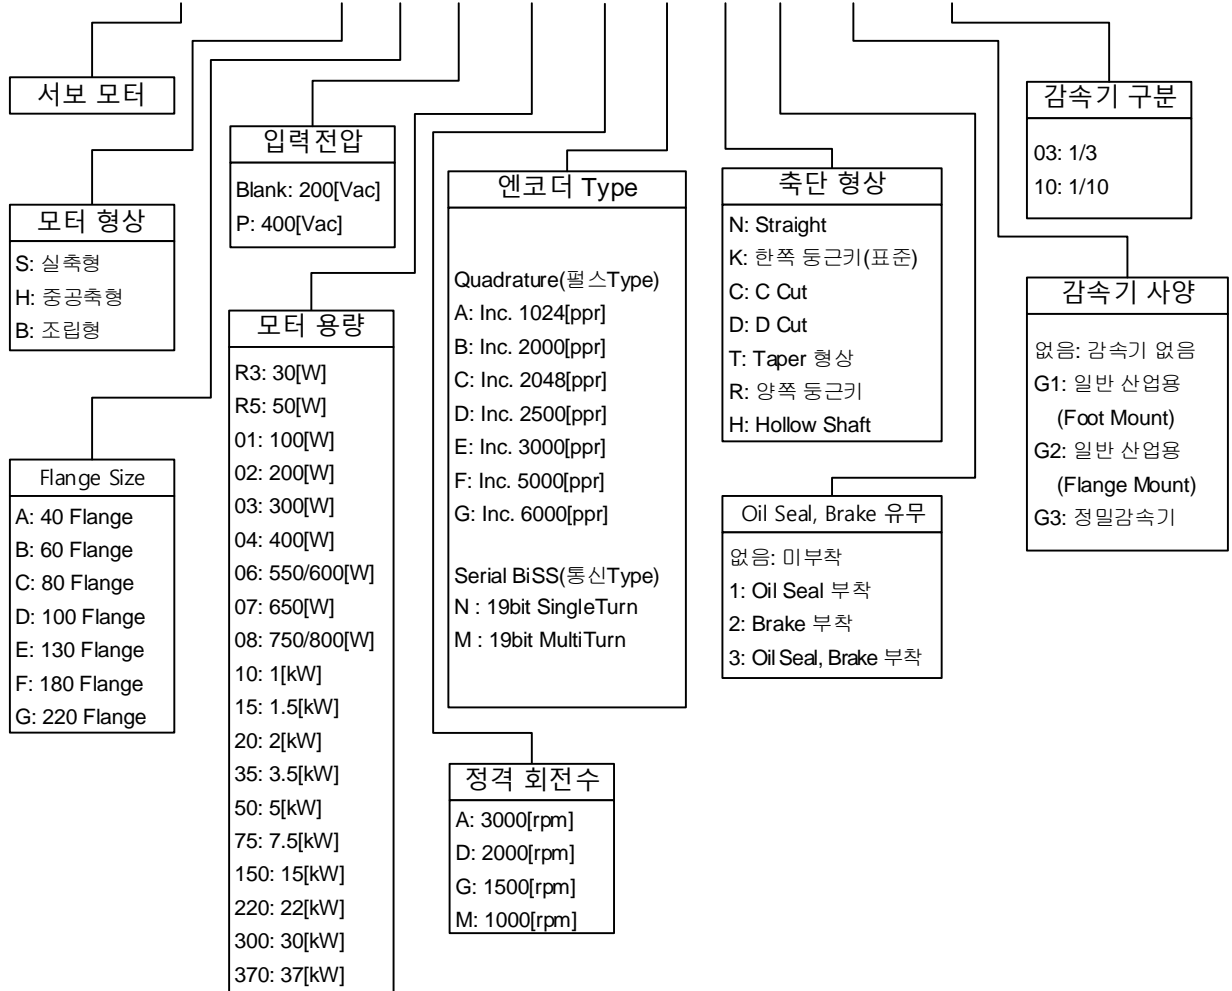 서보 모터
모터 형상
S: 실축형
H: 중공축형
B: 조립형
Flange Size
A: 40 Flange
B: 60 Flange
C: 80 Flange
D: 100 Flange
E: 130 Flange
F: 180 Flange
G: 220 Flange
입력전압
Blank: 200[Vac]
P: 400[Vac]
모터 용량
R3: 30[W]
R5: 50[W]
01: 100[W]
02: 200[W]
03: 300[W]
04: 400[W]
06: 550/600[W]
07: 650[W]
08: 750/800[W]
10: 1[kW]
15: 1.5[kW]
20: 2[kW]
35: 3.5[kW]
50: 5[kW]
75: 7.5[kW]
150: 15[kW]
220: 22[kW]
300: 30[kW]
370: 37[kW]
엔코더 Type
Quadrature(펄스Type)
A: Inc. 1024[ppr]
B: Inc. 2000[ppr]
C: Inc. 2048[ppr]
D: Inc. 2500[ppr]
E: Inc. 3000[ppr]
F: Inc. 5000[ppr]
G: Inc. 6000[ppr]
Serial BiSS(통신Type)
N : 19bit SingleTurn
M : 19bit MultiTurn
정격 회전수
A: 3000[rpm]
D: 2000[rpm]
G: 1500[rpm]
M: 1000[rpm]
축단 형상
N: Straight
K: 한쪽 둥근키(표준)
C: C Cut
D: D Cut
T: Taper 형상
R: 양쪽 둥근키
H: Hollow Shaft
Oil Seal, Brake 유무
없음: 미부착
1: Oil Seal 부착
2: Brake 부착
3: Oil Seal, Brake 부착
감속기 구분
03: 1/3
10: 1/10
감속기 사양
없음: 감속기 없음
G1: 일반 산업용
(Foot Mount)
G2: 일반 산업용
(Flange Mount)
G3: 정밀감속기